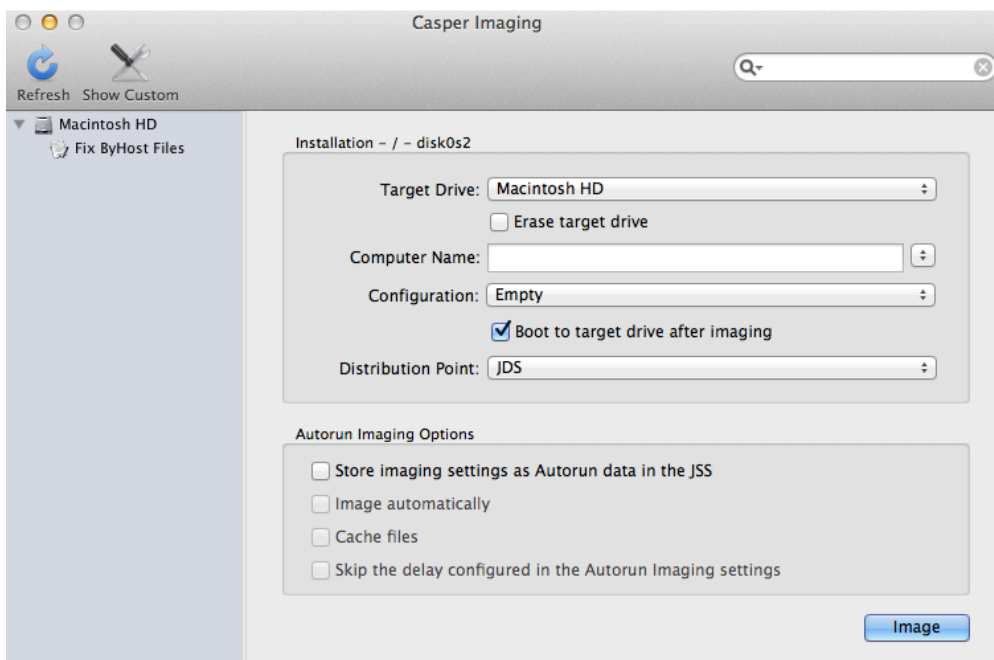 Casper Imaging
Refresh Show Custom
Macintosh HD
Fix ByHost Files
Installation - / - disk0s2
Target Drive: Macintosh HD
Erase target drive
Computer Name:
Configuration: Empty
Boot to target drive after imaging
Distribution Point: JDS
Autorun Imaging Options
Store imaging settings as Autorun data in the JSS
Image automatically
Cache files
Skip the delay configured in the Autorun Imaging settings
Image